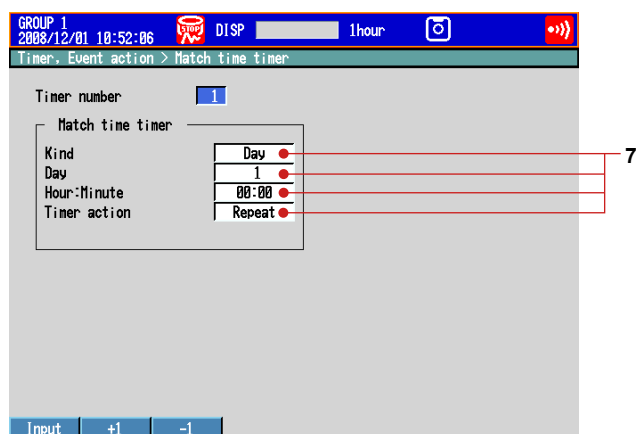 GROUP 1
2008/12/01 10:52:06 STOP DISP 1hour
Timer, Event action > Match time timer
Timer number 1
Match time timer
Kind Day
7
Day 1
Hour:Minute 00:00
Timer action Repeat
Input +1 -1